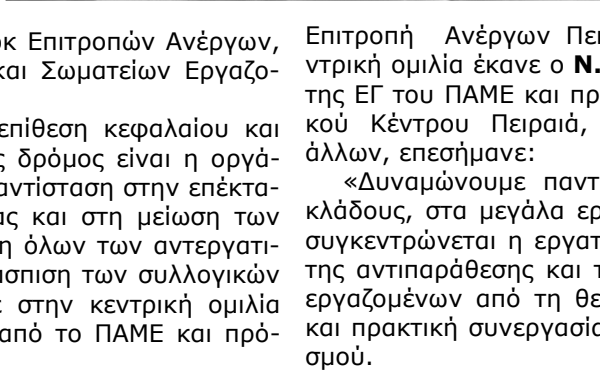 κ Επιτροπών Ανέργων,
και Σωματείων Εργαζο-
επίθεση κεφαλαίου και
ς δρόμος είναι η οργά-
αντίσταση στην επέκτα-
ας και στη μείωση των
η όλων των αντεργατι-
άσπιση των συλλογικών
ε στην κεντρική ομιλία
από το ΠΑΜΕ και πρό-
Επιτροπή Ανέργων Πει
ντρική ομιλία έκανε ο Ν.
της ΕΓ του ΠΑΜΕ και πρ
κού Κέντρου Πειραιά,
άλλων, επεσήμανε:
«Δυναμώνουμε παντ
κλάδους, στα μεγάλα ερ
συγκεντρώνεται η εργατ
της αντιπαράθεσης και τ
εργαζομένων από τη θε
και πρακτική συνεργασία
σμού.